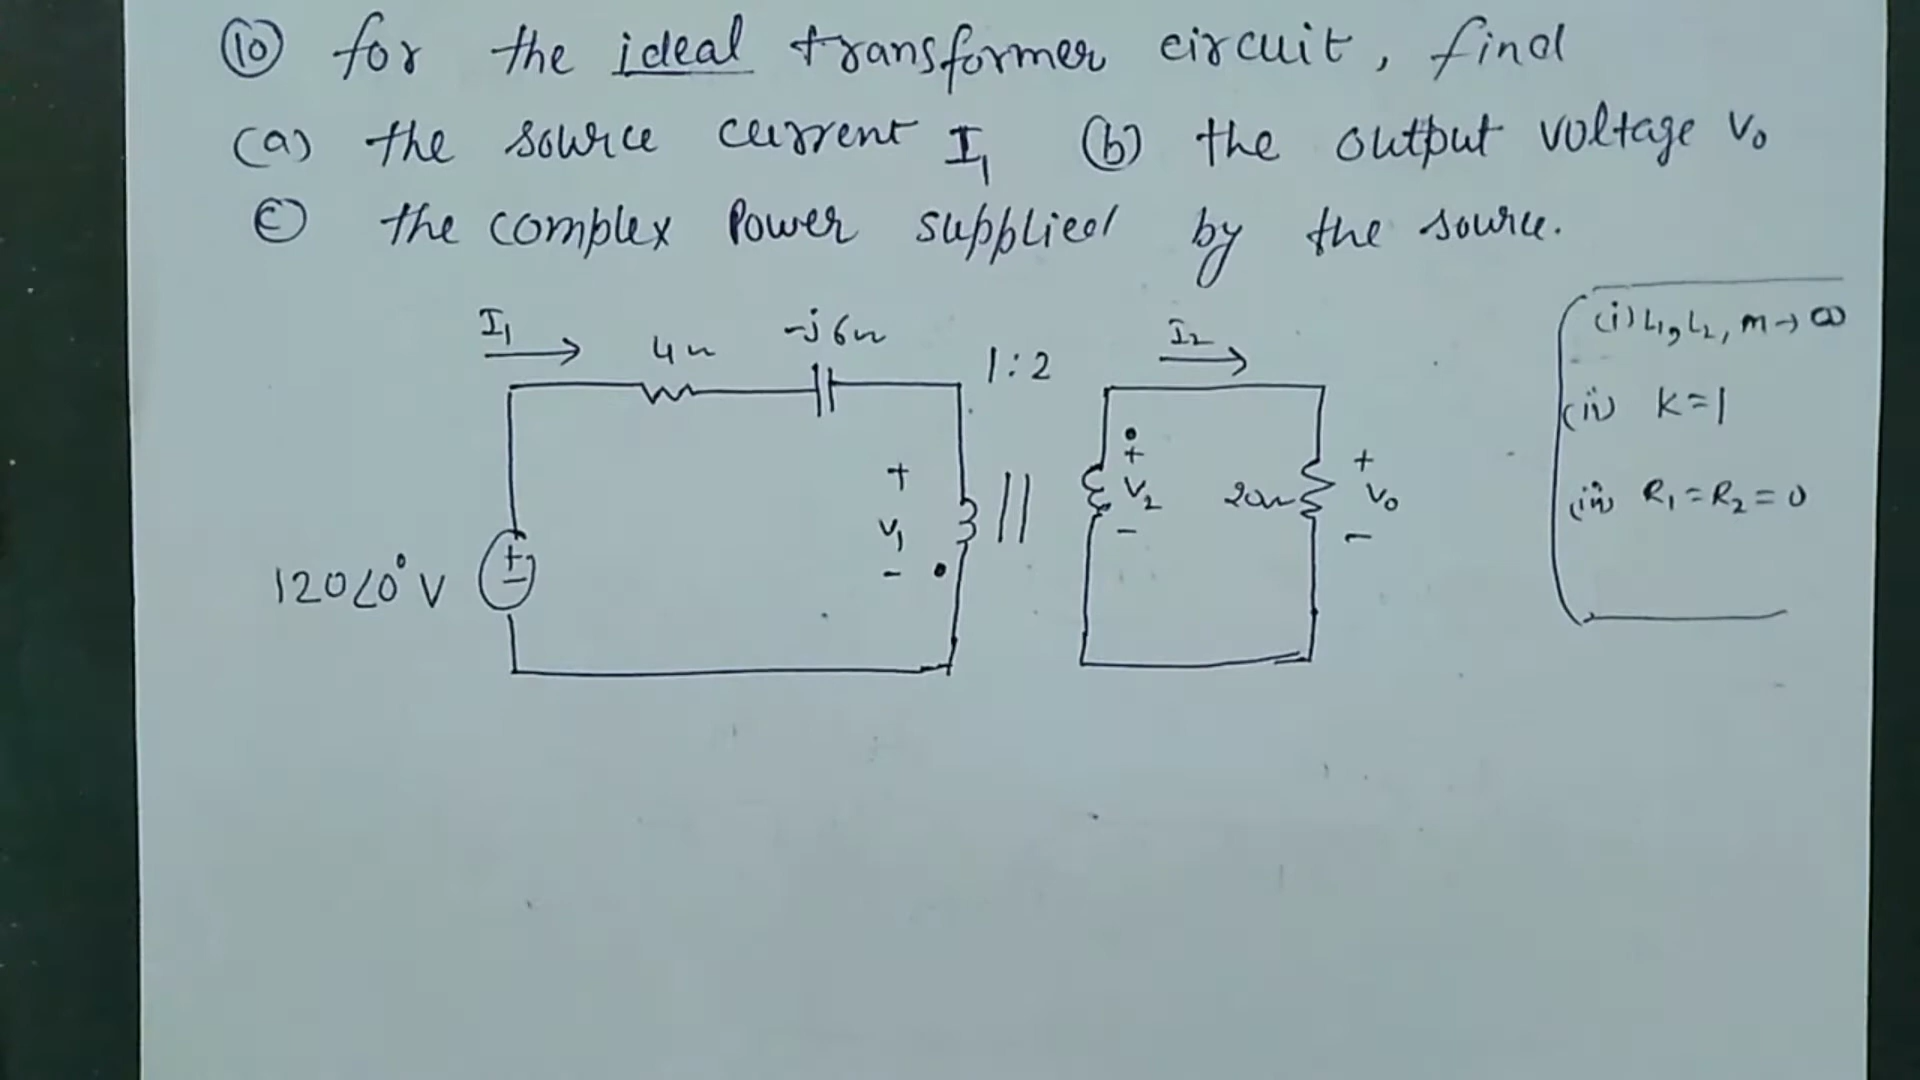 ⑩ for the ideal transformer circuit, find
(a) the source current I₁ (b) the output voltage V₀
ⓒ the complex Power supplied by the source.
I₁
4Ω
-j6Ω
1:2
I₂
+
V₁
-
+
V₂
-
20Ω
+
V₀
-
120∠0° V
+
-
(i) L₁, L₂, M → ∞
(ii) K=1
(iii) R₁ = R₂ = 0